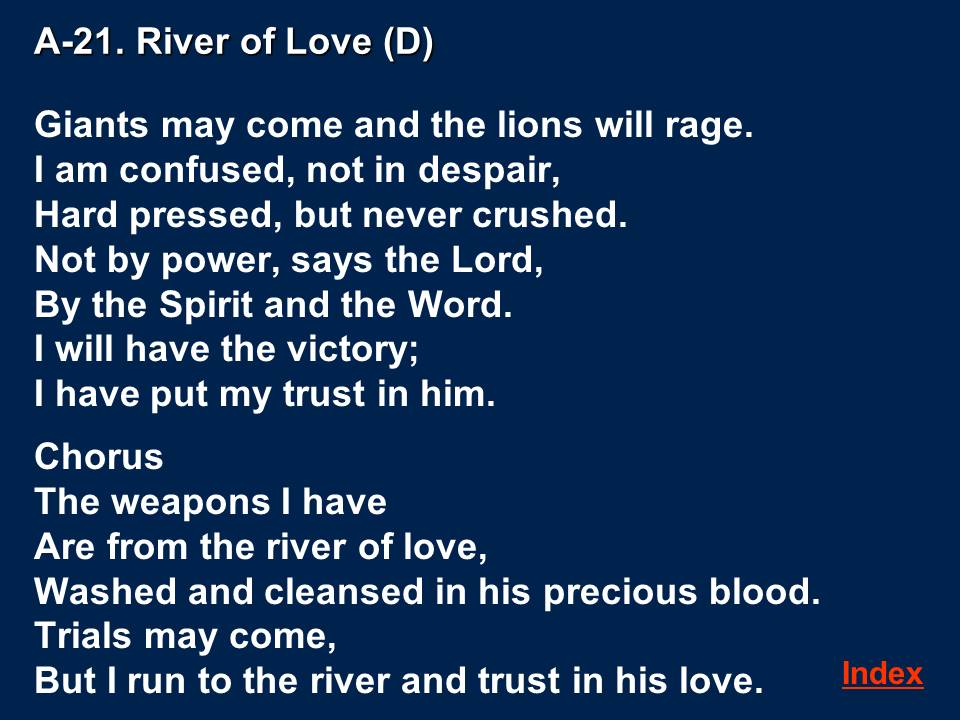 A-21. River of Love (D)
Giants may come and the lions will rage.
I am confused, not in despair,
Hard pressed, but never crushed.
Not by power, says the Lord,
By the Spirit and the Word.
I will have the victory;
I have put my trust in him.
Chorus
The weapons I have
Are from the river of love,
Washed and cleansed in his precious blood.
Trials may come,
But I run to the river and trust in his love.
Index